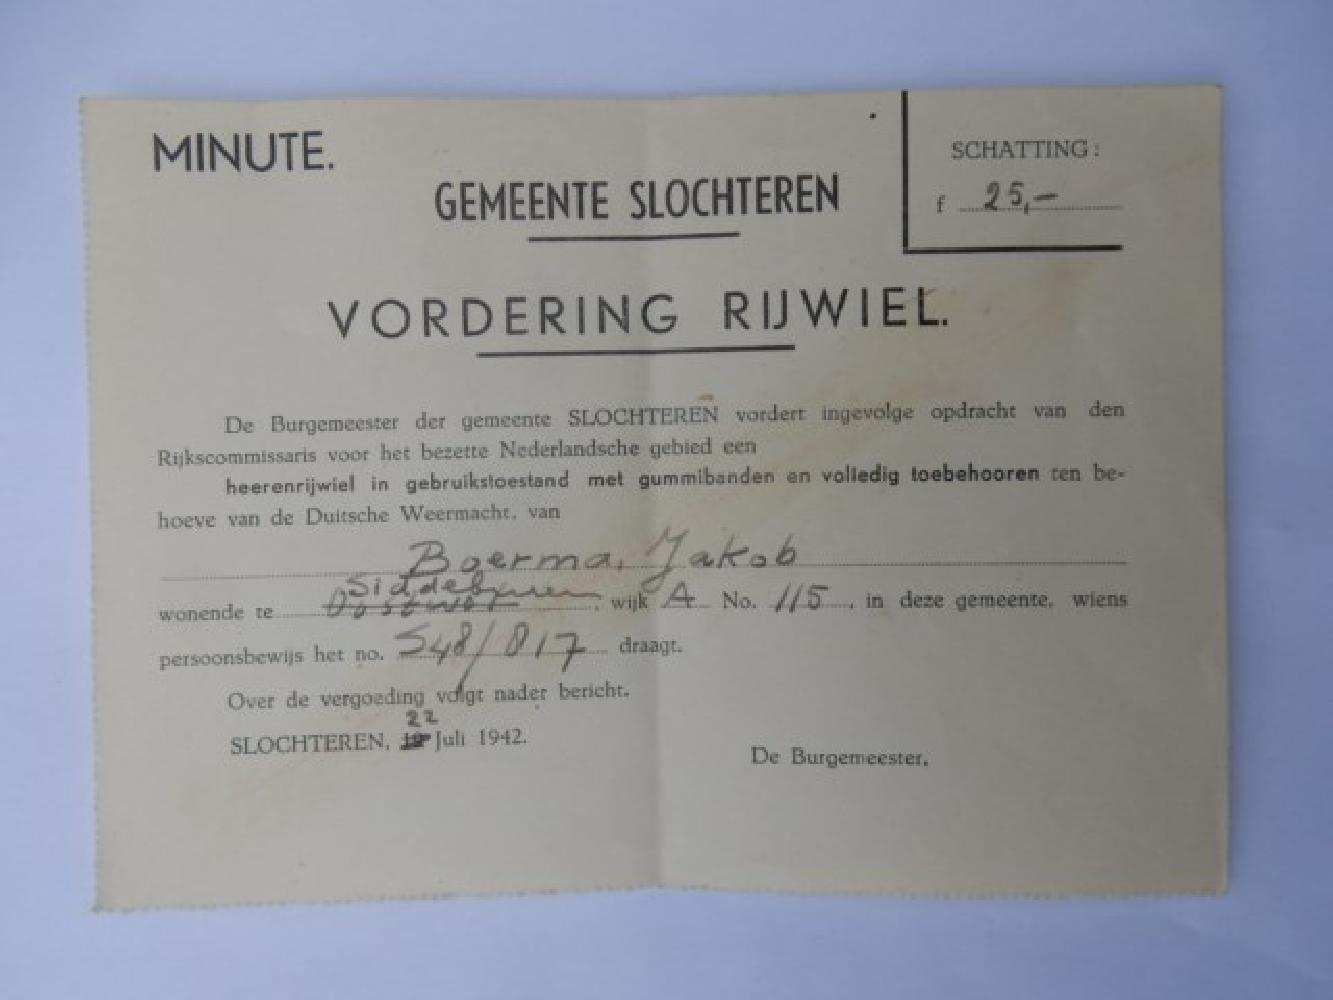 MINUTE.
SCHATTING:
f 25,—
GEMEENTE SLOCHTEREN
VORDERING RIJWIEL.
De Burgemeester der gemeente SLOCHTEREN vordert ingevolge opdracht van den
Rijkscommissaris voor het bezette Nederlandsche gebied een
heerenrijwiel in gebruikstoestand met gummibanden en volledig toebehooren ten be-
hoeve van de Duitsche Weermacht, van
Boerma, Jakob
Siddeburen
wonende te Oostwol, wijk A No. 115, in deze gemeente, wiens
persoonsbewijs het no. S48/817 draagt.
Over de vergoeding volgt nader bericht.
22
SLOCHTEREN, Juli 1942.
De Burgemeester,